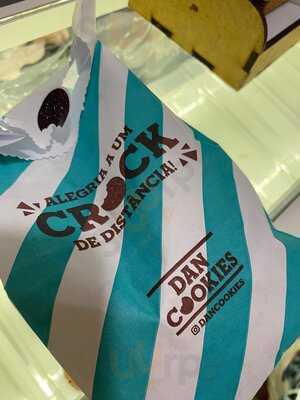 ALEGRIA A UM
CROCK
DE DISTÂNCIA!
DAN
COOKIES
@DANCOOKIES